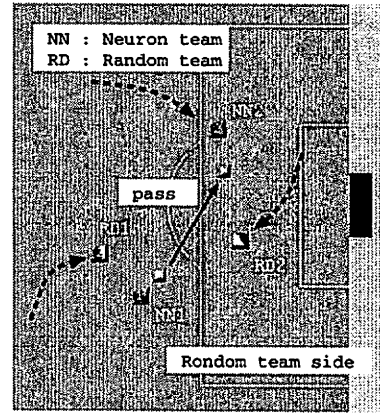 NN : Neuron team
RD : Random team
NN2
pass
RD1
RD2
NN1
Rondom team side